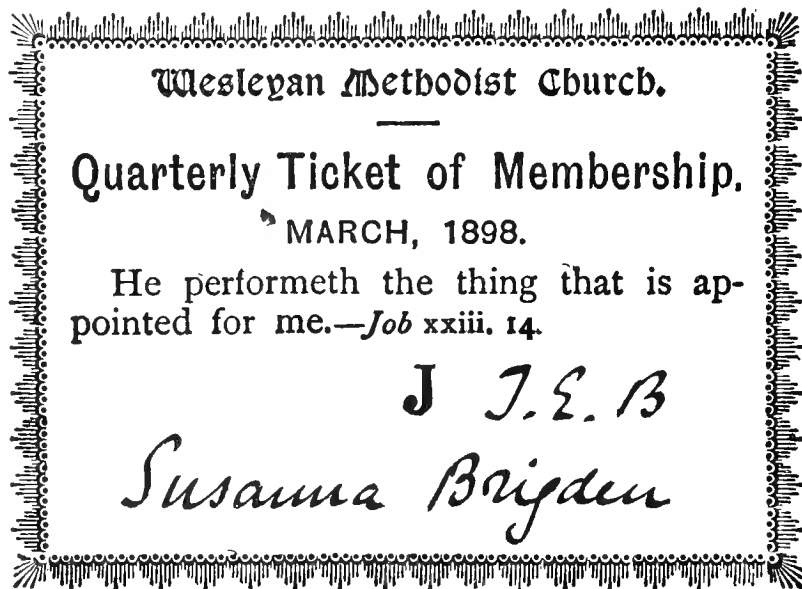 Wesleyan Methodist Church.
Quarterly Ticket of Membership.
MARCH, 1898.
He performeth the thing that is ap-
pointed for me.—Job xxiii. 14.
J T. E. B
Susanna Brigden